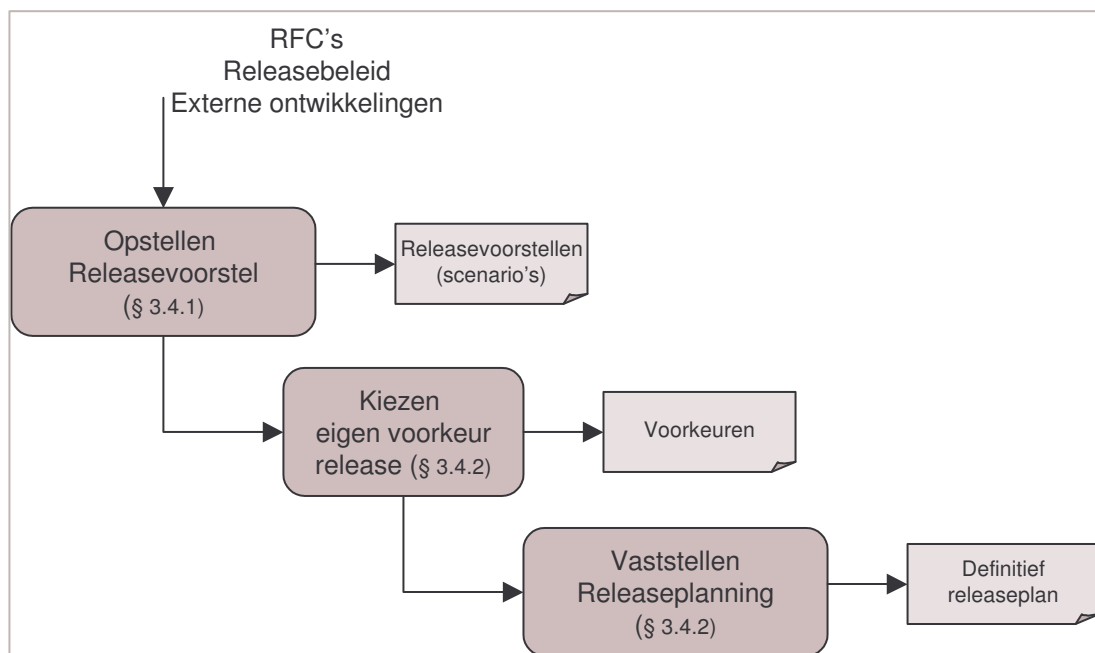 RFC's
Releasebeleid
Externe ontwikkelingen
Opstellen
Releasevoorstel
(§ 3.4.1)
Releasevoorstellen
(scenario's)
Kiezen
eigen voorkeur
release (§ 3.4.2)
Voorkeuren
Vaststellen
Releaseplanning
(§ 3.4.2)
Definitief
releaseplan